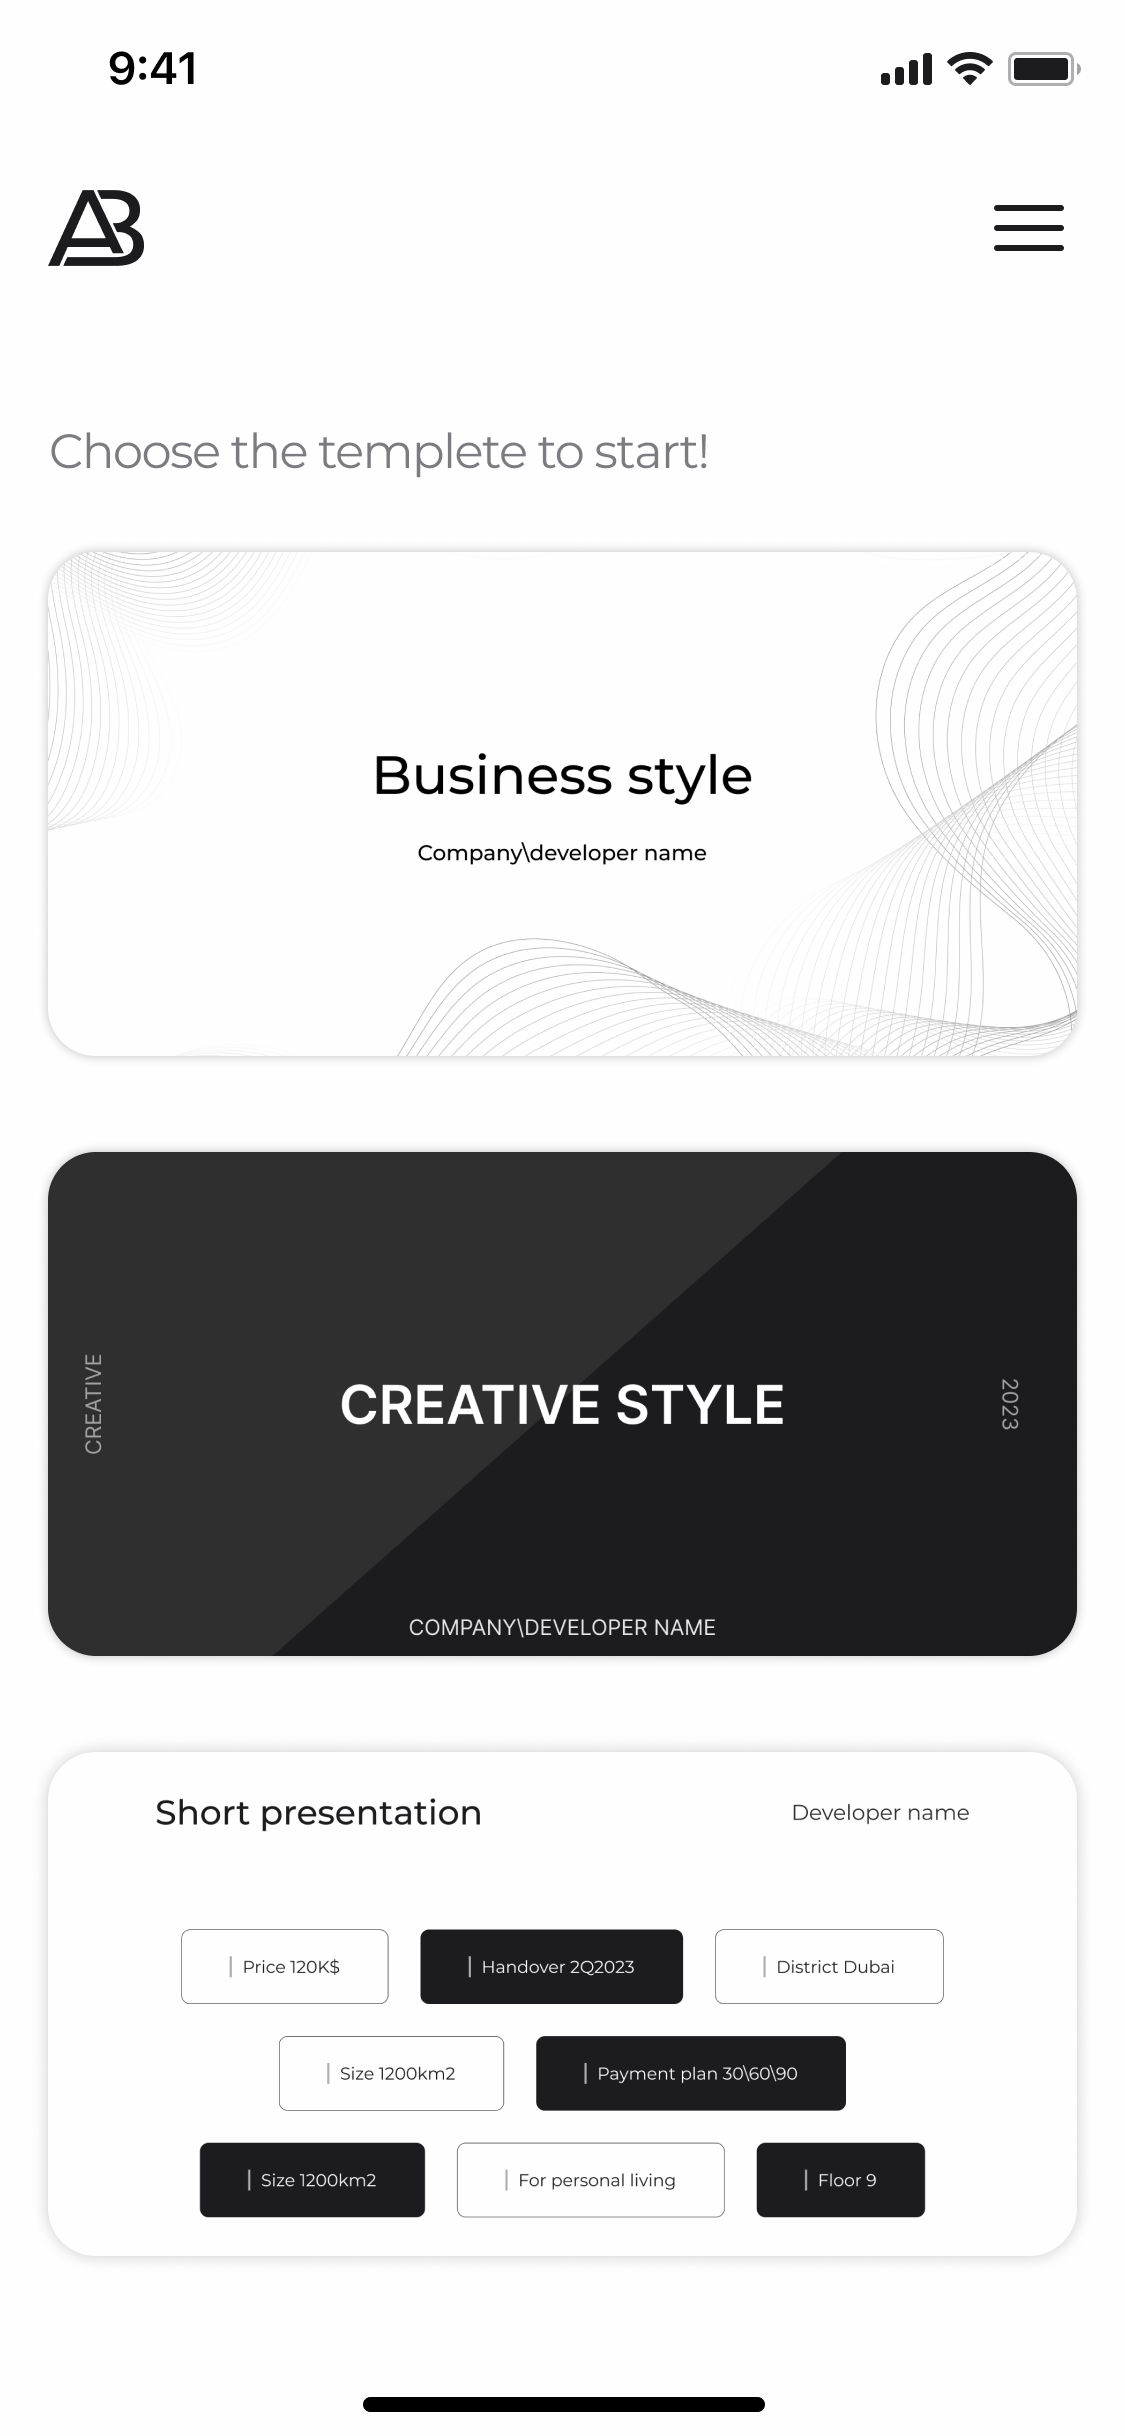 9:41
AB
Choose the templete to start!
Business style
Company\developer name
CREATIVE
CREATIVE STYLE
2023
COMPANY\DEVELOPER NAME
Short presentation
Developer name
Price 120K$
Handover 2Q2023
District Dubai
Size 1200km2
Payment plan 30\60\90
Size 1200km2
For personal living
Floor 9